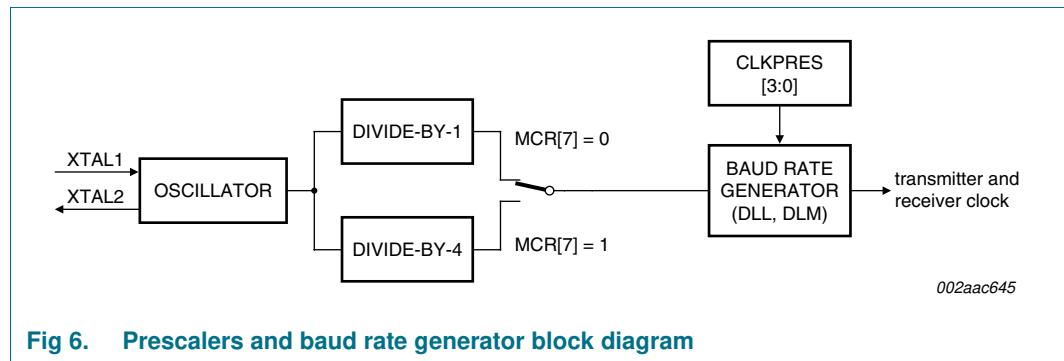 CLKPRES
[3:0]
DIVIDE-BY-1
MCR[7] = 0
XTAL1
XTAL2
OSCILLATOR
BAUD RATE
GENERATOR
(DLL, DLM)
transmitter and
receiver clock
DIVIDE-BY-4
MCR[7] = 1
002aac645
Fig 6. Prescalers and baud rate generator block diagram